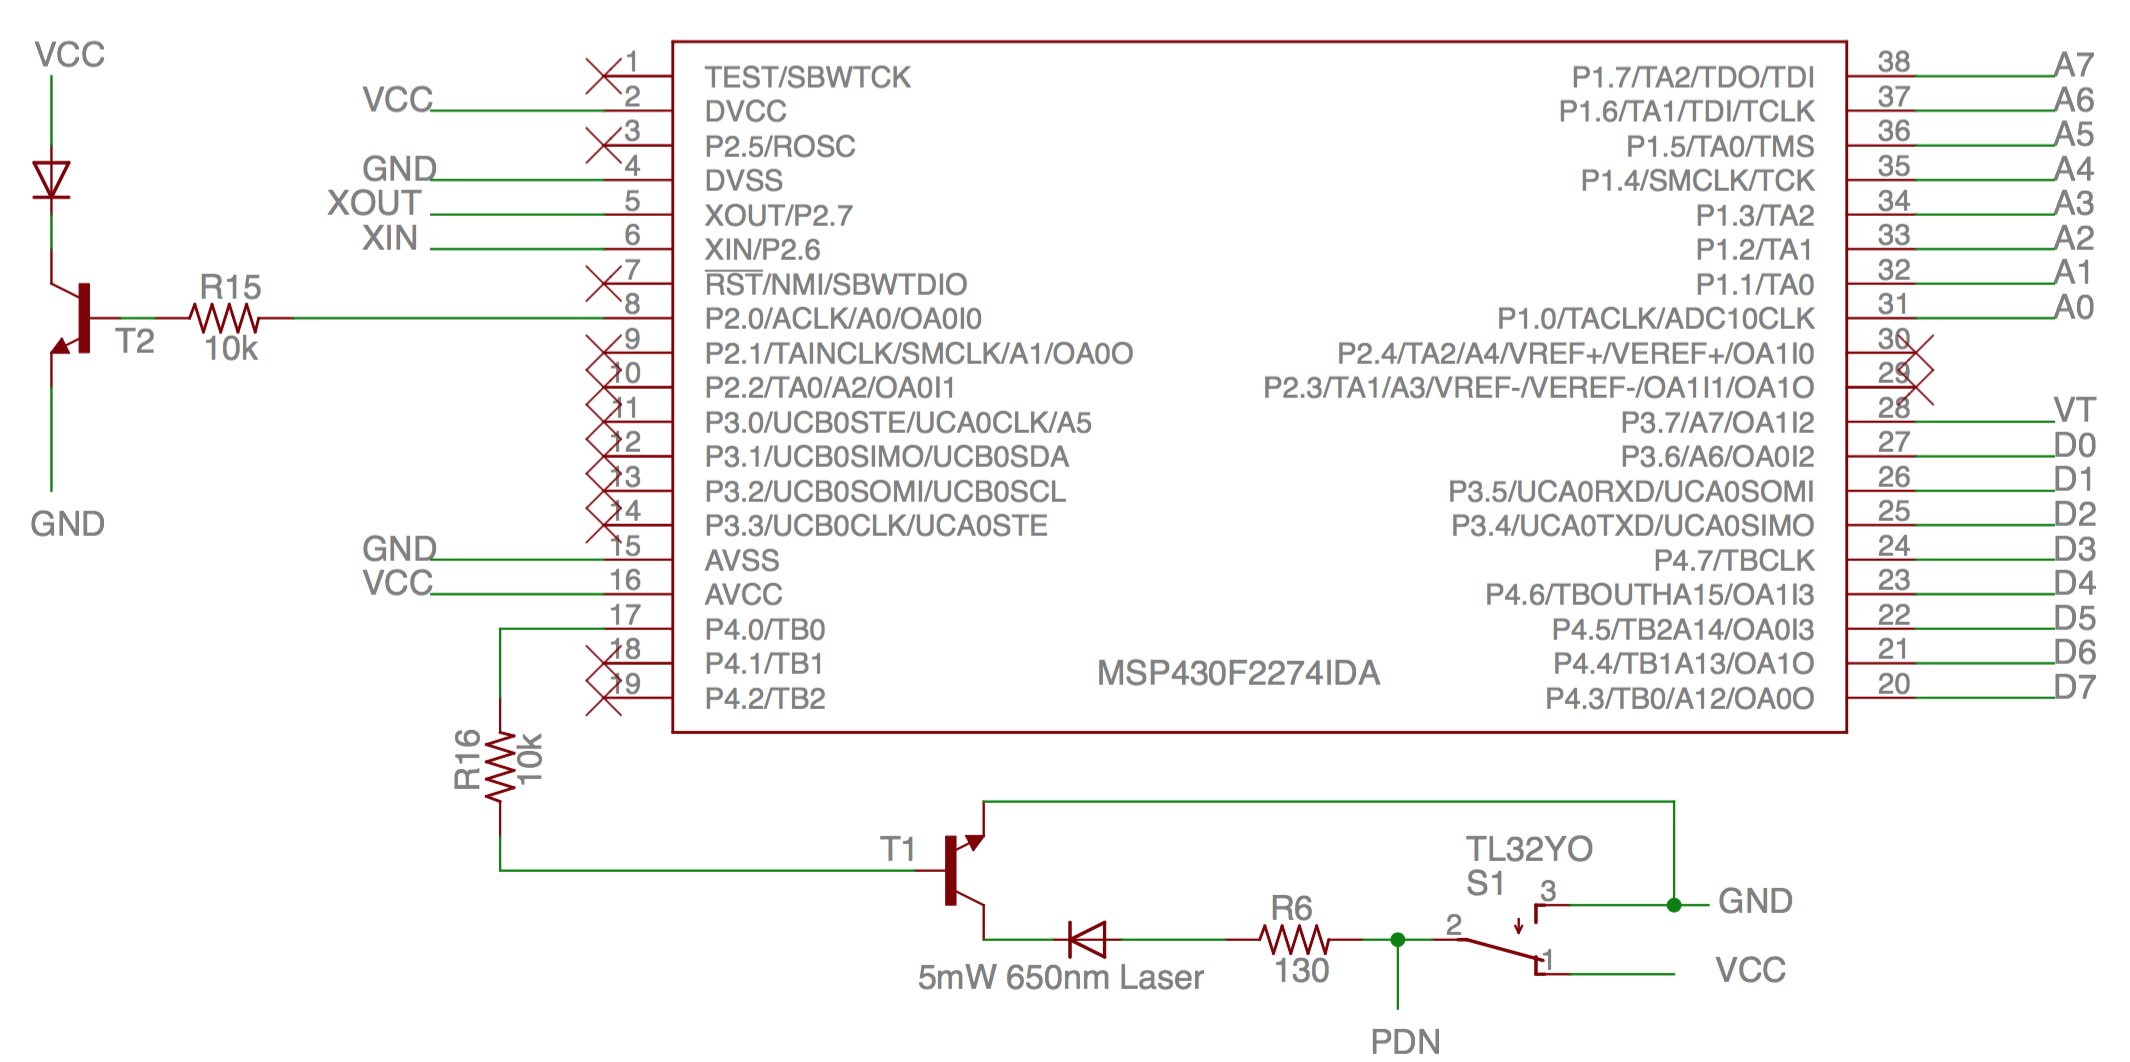 VCC
GND
R15
10k
T2
VCC
GND
XOUT
XIN
GND
VCC
1
2
3
4
5
6
7
8
9
10
11
12
13
14
15
16
17
18
19
TEST/SBWTCK
DVCC
P2.5/ROSC
DVSS
XOUT/P2.7
XIN/P2.6
RST/NMI/SBWTDIO
P2.0/ACLK/A0/OA0I0
P2.1/TAINCLK/SMCLK/A1/OA0O
P2.2/TA0/A2/OA0I1
P3.0/UCB0STE/UCA0CLK/A5
P3.1/UCB0SIMO/UCB0SDA
P3.2/UCB0SOMI/UCB0SCL
P3.3/UCB0CLK/UCA0STE
AVSS
AVCC
P4.0/TB0
P4.1/TB1
P4.2/TB2
MSP430F2274IDA
P1.7/TA2/TDO/TDI
P1.6/TA1/TDI/TCLK
P1.5/TA0/TMS
P1.4/SMCLK/TCK
P1.3/TA2
P1.2/TA1
P1.1/TA0
P1.0/TACLK/ADC10CLK
P2.4/TA2/A4/VREF+/VEREF+/OA1I0
P2.3/TA1/A3/VREF-/VEREF-/OA1I1/OA1O
P3.7/A7/OA1I2
P3.6/A6/OA0I2
P3.5/UCA0RXD/UCA0SOMI
P3.4/UCA0TXD/UCA0SIMO
P4.7/TBCLK
P4.6/TBOUTHA15/OA1I3
P4.5/TB2A14/OA0I3
P4.4/TB1A13/OA1O
P4.3/TB0/A12/OA0O
38
37
36
35
34
33
32
31
30
29
28
27
26
25
24
23
22
21
20
A7
A6
A5
A4
A3
A2
A1
A0
VT
D0
D1
D2
D3
D4
D5
D6
D7
R16
10k
T1
5mW 650nm Laser
R6
130
PDN
TL32YO
S1
2
3
1
GND
VCC